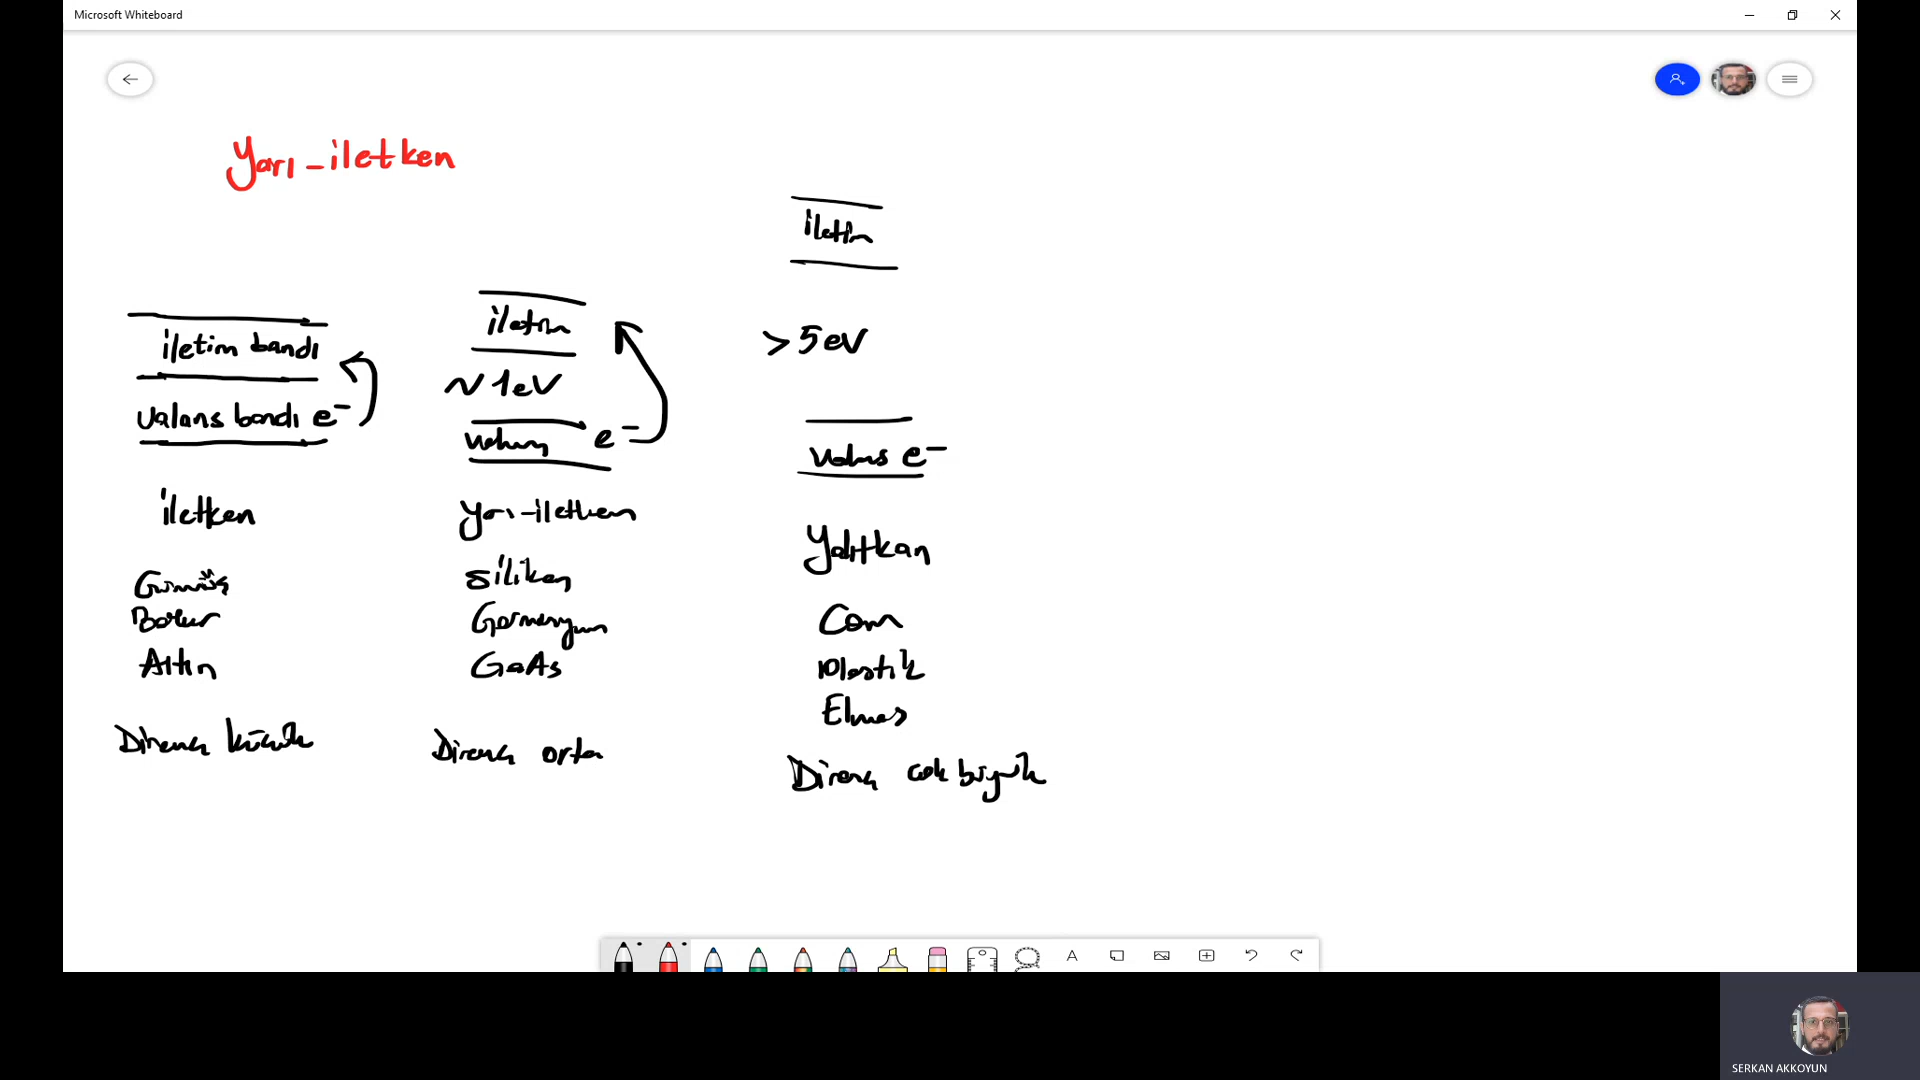 Microsoft Whiteboard
Yarı-iletken
iletim bandı
valans bandı e⁻
iletken
Gümüş
Bakır
Altın
Direnç küçük
iletim
~ 1eV
valans e⁻
yarı-iletken
silikon
Germanyum
GaAs
Direnç orta
iletim
> 5eV
valans e⁻
Yalıtkan
Cam
Plastik
Elmas
Direnç çok büyük
A
SERKAN AKKOYUN